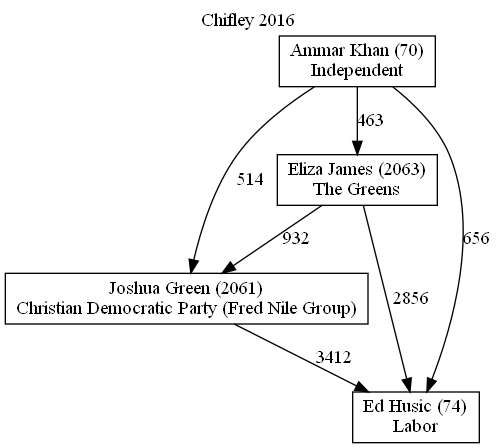 Chifley 2016
Ammar Khan (70)
Independent
463
Eliza James (2063)
The Greens
514
932
656
Joshua Green (2061)
Christian Democratic Party (Fred Nile Group)
2856
3412
Ed Husic (74)
Labor